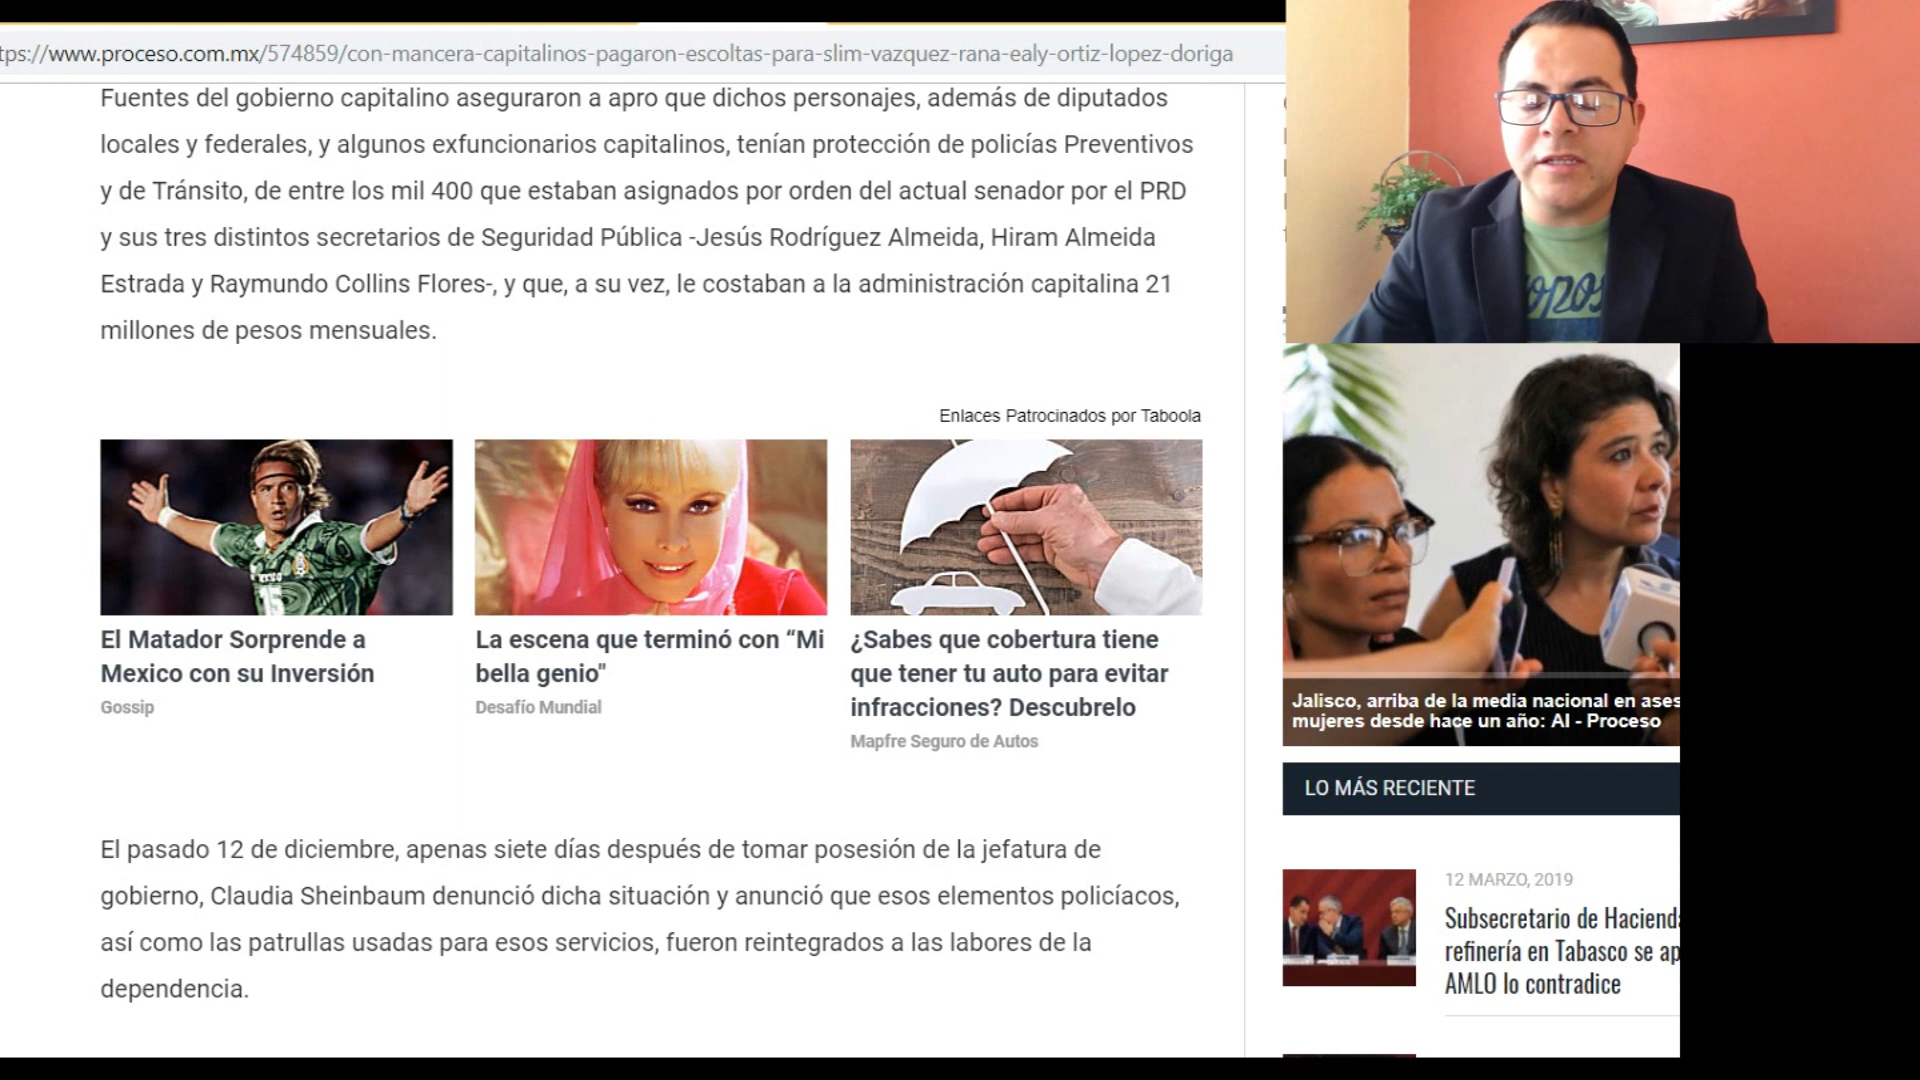 tps://www.proceso.com.mx/574859/con-mancera-capitalinos-pagaron-escoltas-para-slim-vazquez-rana-ealy-ortiz-lopez-doriga
Fuentes del gobierno capitalino aseguraron a apro que dichos personajes, además de diputados
locales y federales, y algunos exfuncionarios capitalinos, tenían protección de policías Preventivos
y de Tránsito, de entre los mil 400 que estaban asignados por orden del actual senador por el PRD
y sus tres distintos secretarios de Seguridad Pública -Jesús Rodríguez Almeida, Hiram Almeida
Estrada y Raymundo Collins Flores-, y que, a su vez, le costaban a la administración capitalina 21
millones de pesos mensuales.
Enlaces Patrocinados por Taboola
El Matador Sorprende a
Mexico con su Inversión
Gossip
La escena que terminó con “Mi
bella genio"
Desafío Mundial
¿Sabes que cobertura tiene
que tener tu auto para evitar
infracciones? Descubrelo
Mapfre Seguro de Autos
El pasado 12 de diciembre, apenas siete días después de tomar posesión de la jefatura de
gobierno, Claudia Sheinbaum denunció dicha situación y anunció que esos elementos policíacos,
así como las patrullas usadas para esos servicios, fueron reintegrados a las labores de la
dependencia.
Jalisco, arriba de la media nacional en ases
mujeres desde hace un año: AI - Proceso
LO MÁS RECIENTE
12 MARZO, 2019
Subsecretario de Hacienda
refinería en Tabasco se ap
AMLO lo contradice